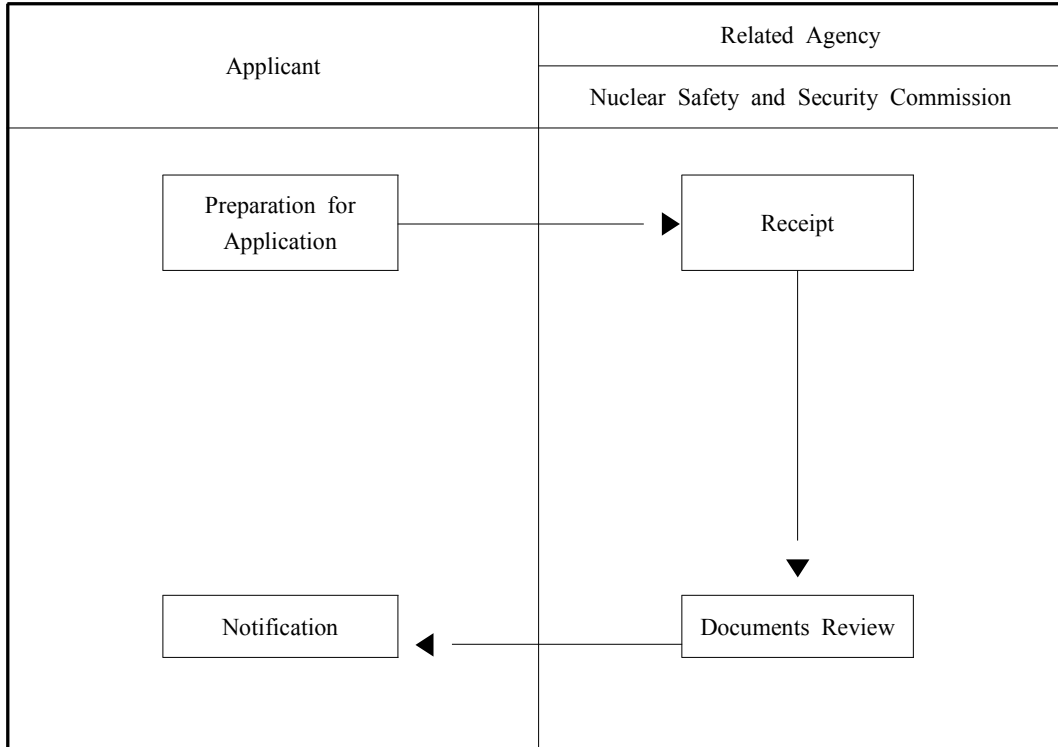 Applicant
Related Agency
Nuclear Safety and Security Commission
Preparation for
Application
Receipt
Notification
Documents Review